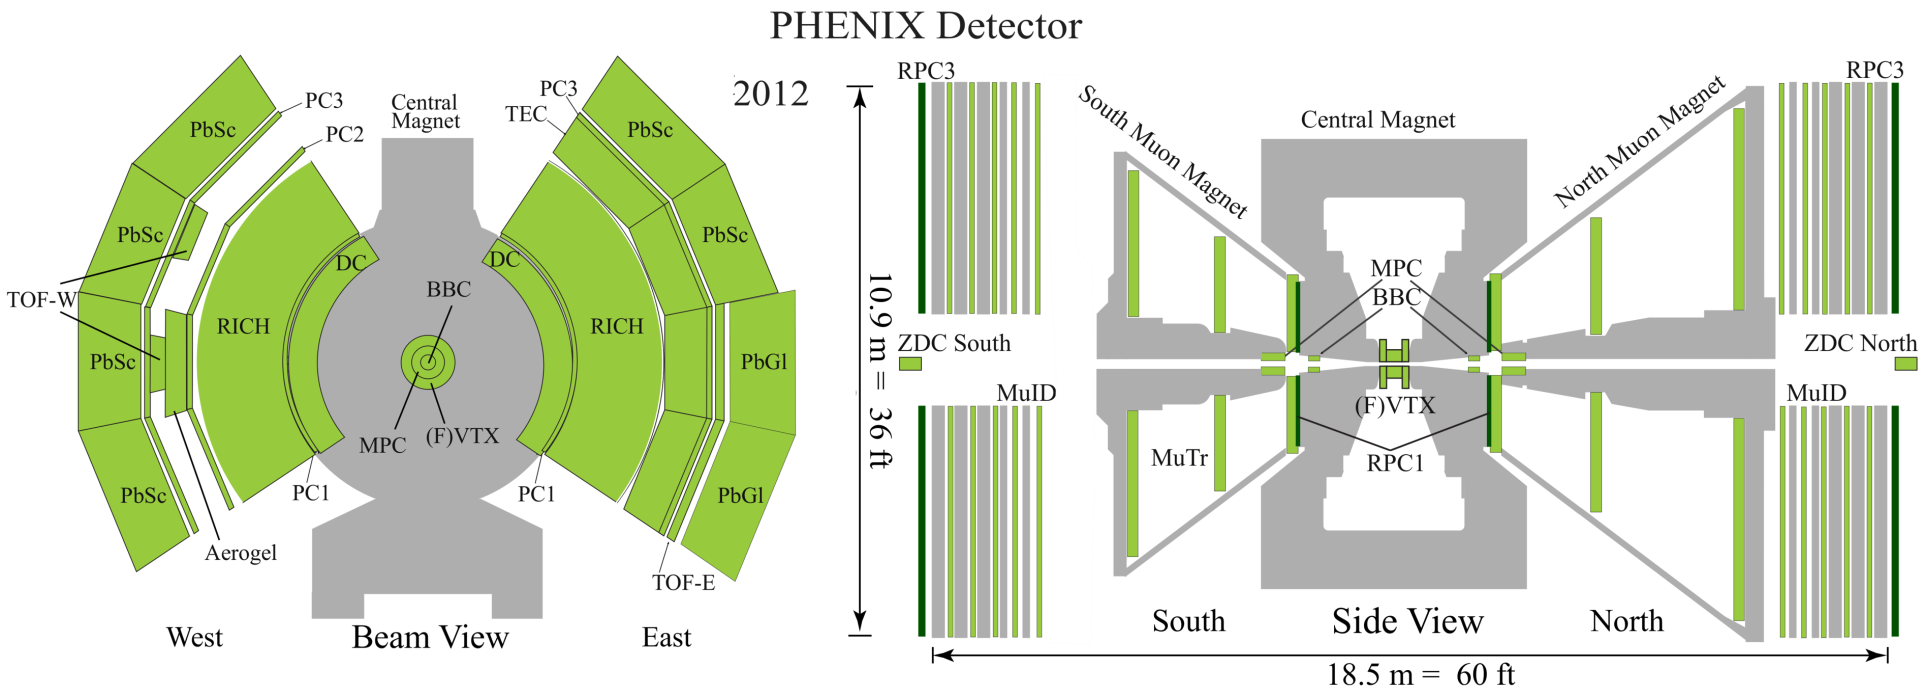 PHENIX Detector
2012
PC3
PC2
PbSc
PbSc
PbSc
PbSc
TOF-W
Aerogel
RICH
DC
PC1
Central
Magnet
BBC
MPC
(F)VTX
PC3
TEC
DC
RICH
PC1
PbSc
PbSc
PbGl
PbGl
TOF-E
West
Beam View
East
10.9 m = 36 ft
RPC3
ZDC South
MuID
South Muon Magnet
Central Magnet
North Muon Magnet
RPC3
MPC
BBC
ZDC North
(F)VTX
MuID
MuTr
RPC1
South
Side View
North
18.5 m = 60 ft